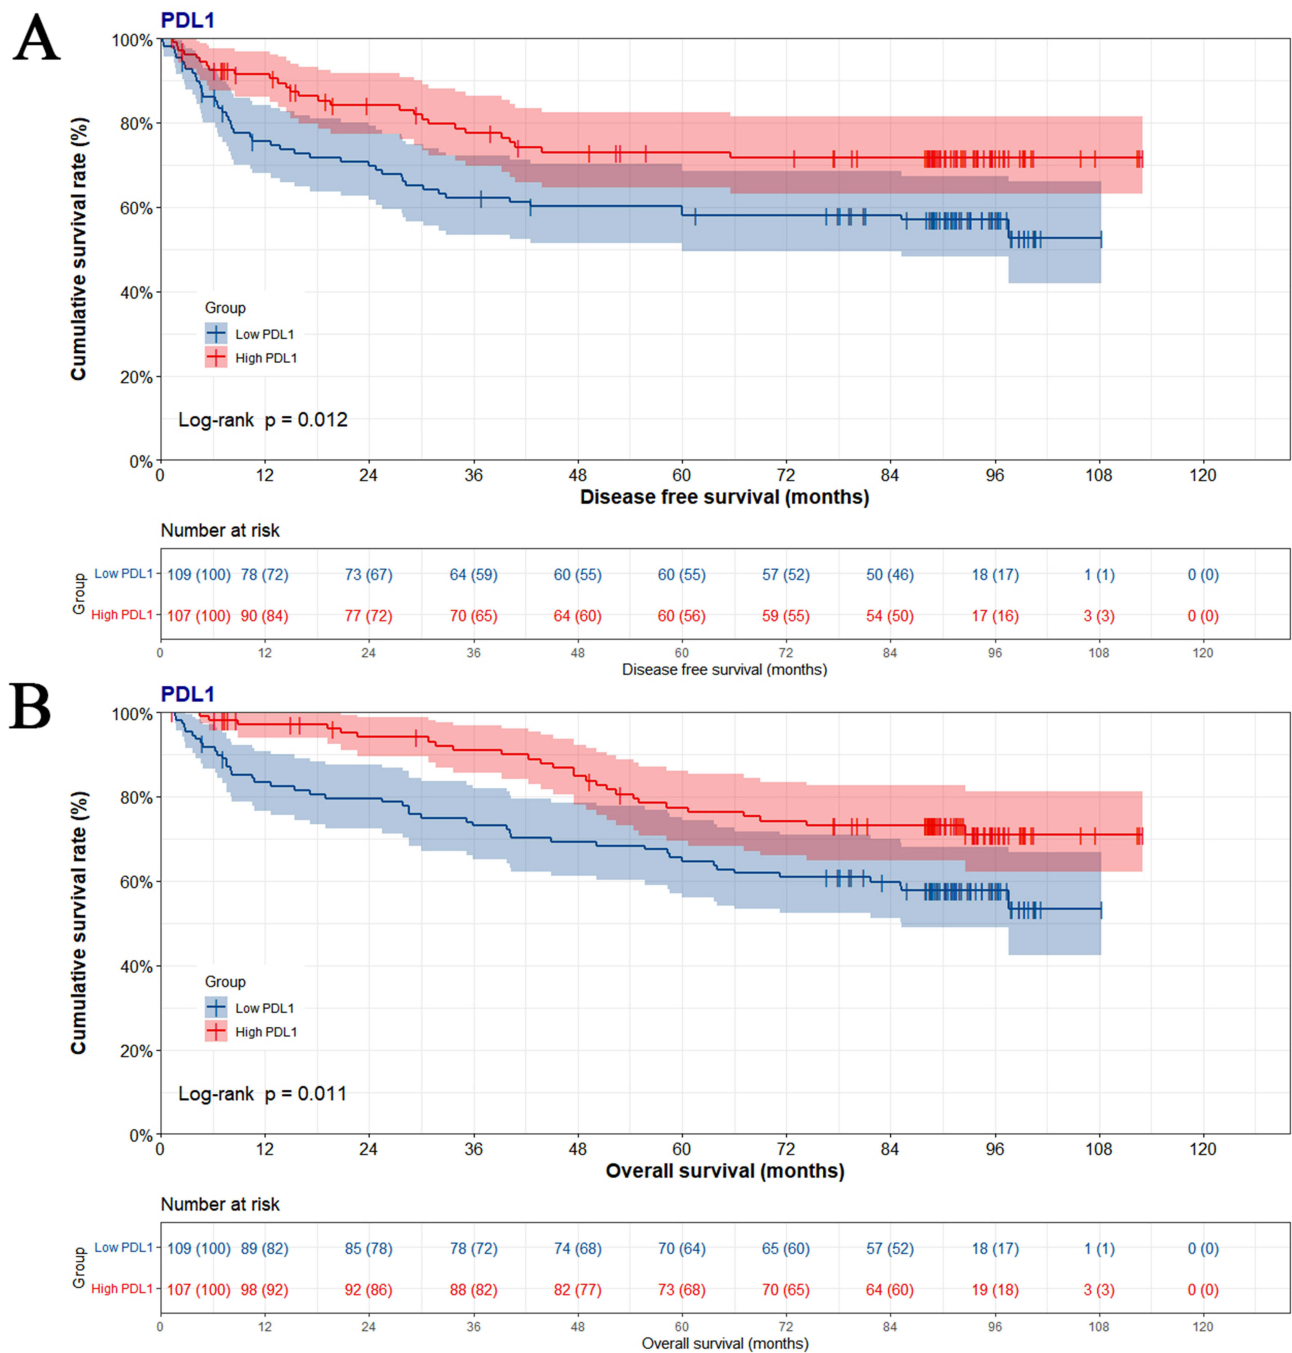 A
PDL1
100%
80%
60%
40%
20%
0%
Cumulative survival rate (%)
Group
Low PDL1
High PDL1
Log-rank p = 0.012
0 12 24 36 48 60 72 84 96 108 120
Disease free survival (months)
Number at risk
Group
Low PDL1 109 (100) 78 (72) 73 (67) 64 (59) 60 (55) 60 (55) 57 (52) 50 (46) 18 (17) 1 (1) 0 (0)
High PDL1 107 (100) 90 (84) 77 (72) 70 (65) 64 (60) 60 (56) 59 (55) 54 (50) 17 (16) 3 (3) 0 (0)
0 12 24 36 48 60 72 84 96 108 120
Disease free survival (months)
B
PDL1
100%
80%
60%
40%
20%
0%
Cumulative survival rate (%)
Group
Low PDL1
High PDL1
Log-rank p = 0.011
0 12 24 36 48 60 72 84 96 108 120
Overall survival (months)
Number at risk
Group
Low PDL1 109 (100) 89 (82) 85 (78) 78 (72) 74 (68) 70 (64) 65 (60) 57 (52) 18 (17) 1 (1) 0 (0)
High PDL1 107 (100) 98 (92) 92 (86) 88 (82) 82 (77) 73 (68) 70 (65) 64 (60) 19 (18) 3 (3) 0 (0)
0 12 24 36 48 60 72 84 96 108 120
Overall survival (months)